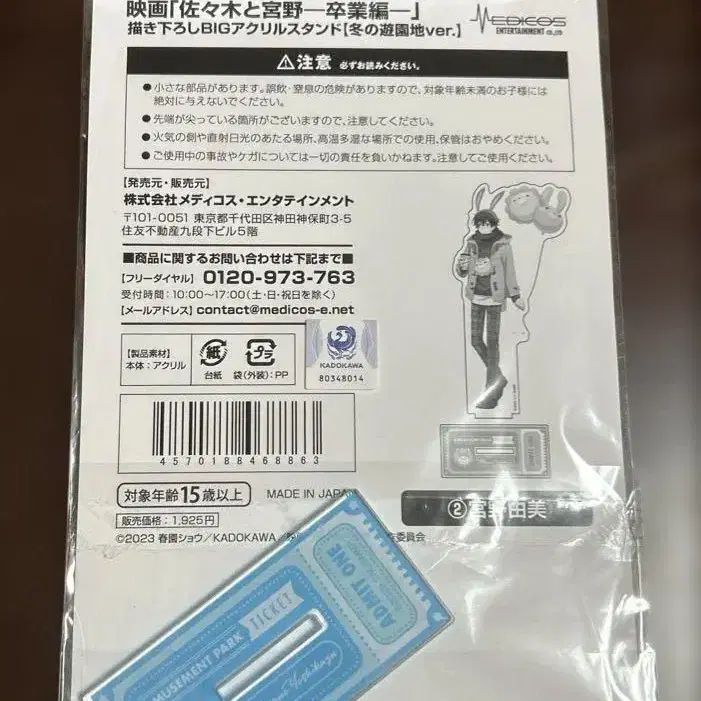 映画「佐々木と宮野―卒業編―」
描き下ろしBIGアクリルスタンド【冬の遊園地ver.】
MEDICOS
ENTERTAINMENT co.,ltd
注意 必ずお読みください。
●小さな部品があります。誤飲・窒息の危険がありますので、対象年齢未満のお子様には
絶対に与えないでください。
●先端が尖っている箇所がございますので、注意してください。
●火気の側や直射日光のあたる場所、高温多湿な場所での使用、保管はおやめください。
●ご使用中の事故やケガについては一切の責任を負いかねます。注意してご使用ください。
【発売元・販売元】
株式会社メディコス・エンタテインメント
〒101-0051 東京都千代田区神田神保町3-5
住友不動産九段下ビル5階
■商品に関するお問い合わせは下記まで■
【フリーダイヤル】 0120-973-763
受付時間：10:00〜17:00（土・日・祝日を除く）
【メールアドレス】 contact@medicos-e.net
【製品素材】
本体：アクリル
紙
台紙
プラ
袋（外装）：PP
KADOKAWA
80348014
4570188468863
対象年齢15歳以上
MADE IN JAPAN
販売価格：1,925円
②宮野由美
©2023 春園ショウ／KADOKAWA／
委員会
ADMIT ONE
AMUSEMENT PARK
TICKET
Yoshikazu